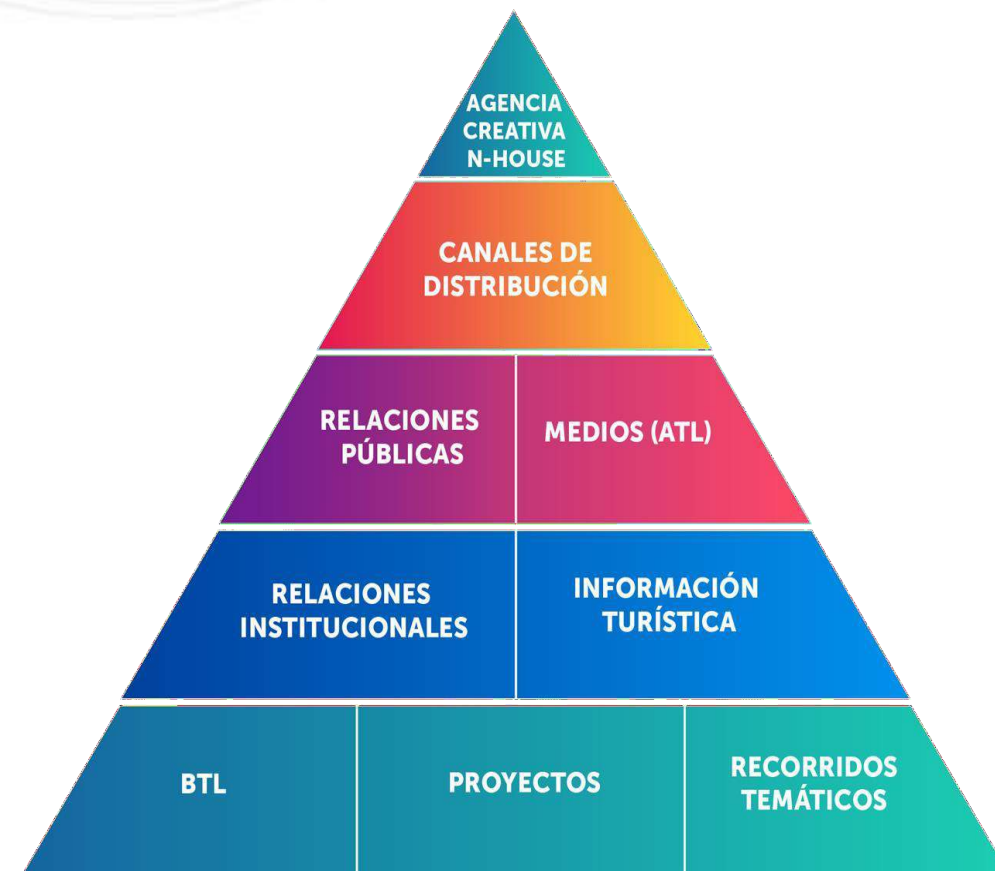 AGENCIA
CREATIVA
N-HOUSE
CANALES DE
DISTRIBUCIÓN
RELACIONES
PÚBLICAS
MEDIOS (ATL)
RELACIONES
INSTITUCIONALES
INFORMACIÓN
TURÍSTICA
BTL
PROYECTOS
RECORRIDOS
TEMÁTICOS